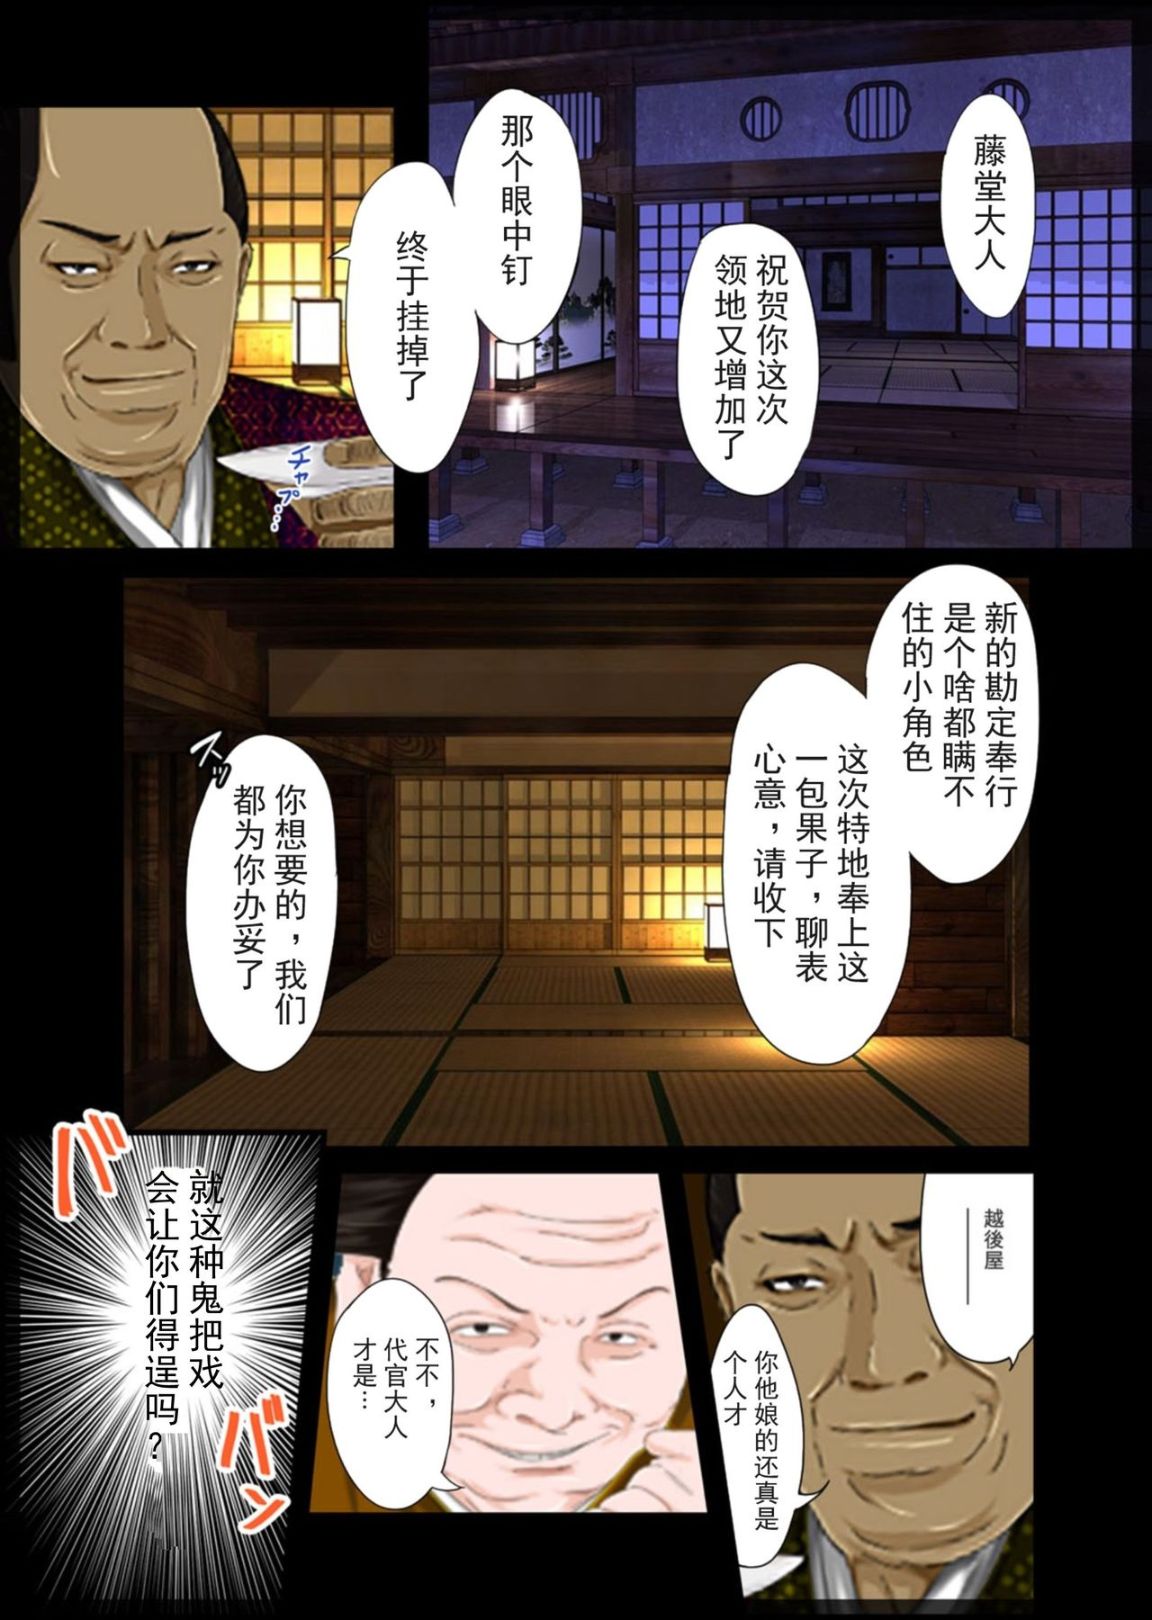 藤堂大人
祝贺你这次
领地又增加了
那个眼中钉
终于挂掉了
チャプ…
新的勘定奉行
是个啥都瞒不
住的小角色
这次特地奉上这
一包果子，聊表
心意，请收下
你想要的，我们
都为你办妥了
スッ
越後屋
你他娘的还真是
个人才
不不，
代官大人
才是…
就这种鬼把戏
会让你们得逞吗？
バ
バン